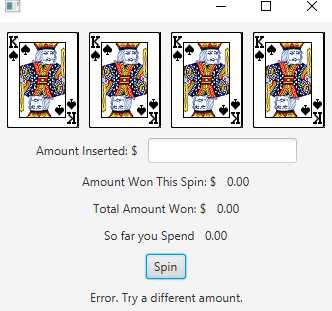 K K K K
K K K K
Amount Inserted: $
Amount Won This Spin: $ 0.00
Total Amount Won: $ 0.00
So far you Spend 0.00
Spin
Error. Try a different amount.